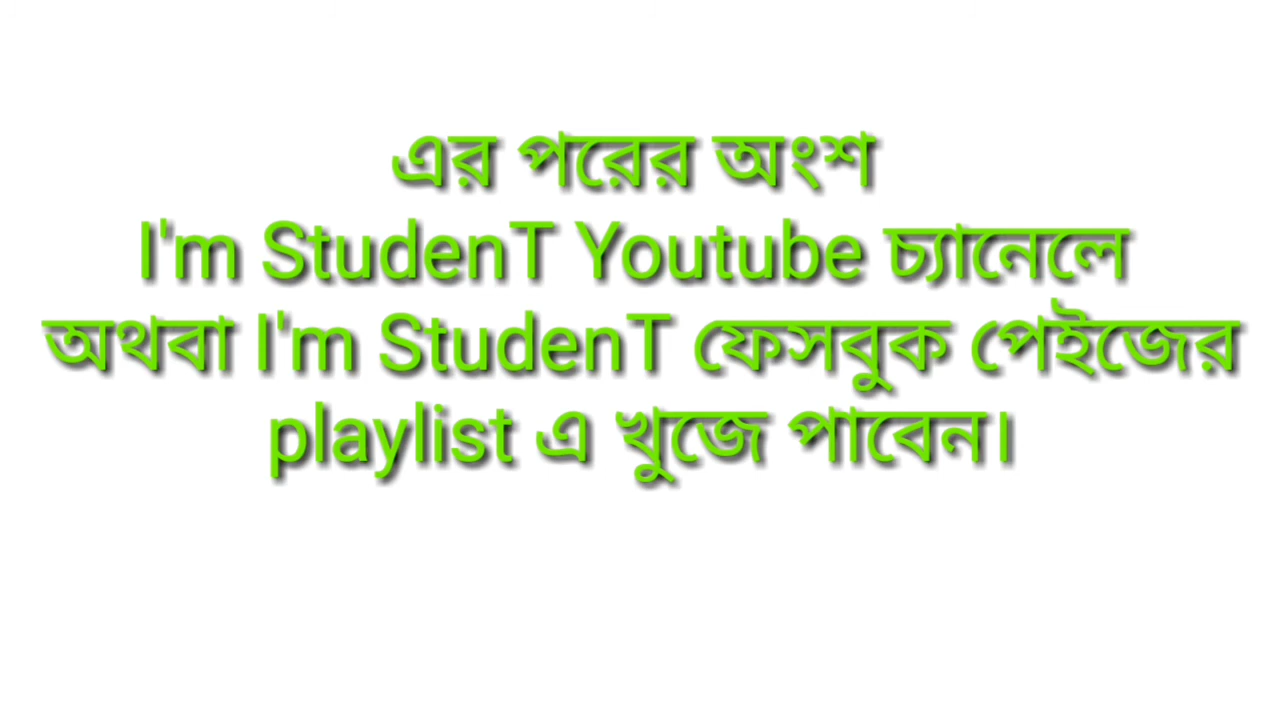 এর পরের অংশ
I'm StudenT Youtube চ্যানেলে
অথবা I'm StudenT ফেসবুক পেইজের
playlist এ খুজে পাবেন।